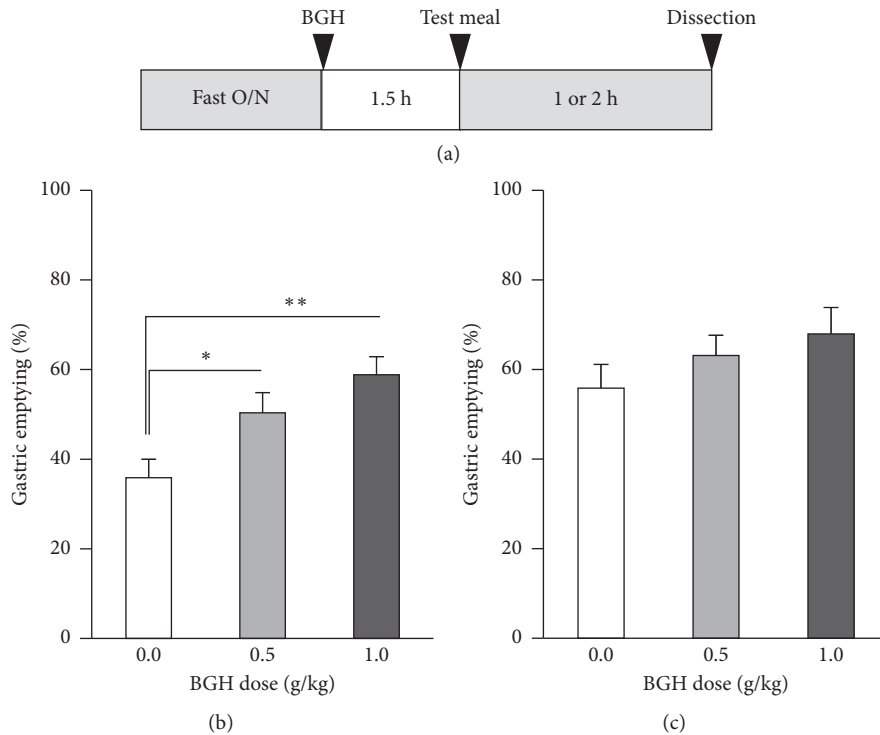 BGH Test meal Dissection
Fast O/N 1.5 h 1 or 2 h
(a)
100
80
60
40
20
0
Gastric emptying (%)
**
*
0.0 0.5 1.0
BGH dose (g/kg)
(b)
100
80
60
40
20
0
Gastric emptying (%)
0.0 0.5 1.0
BGH dose (g/kg)
(c)